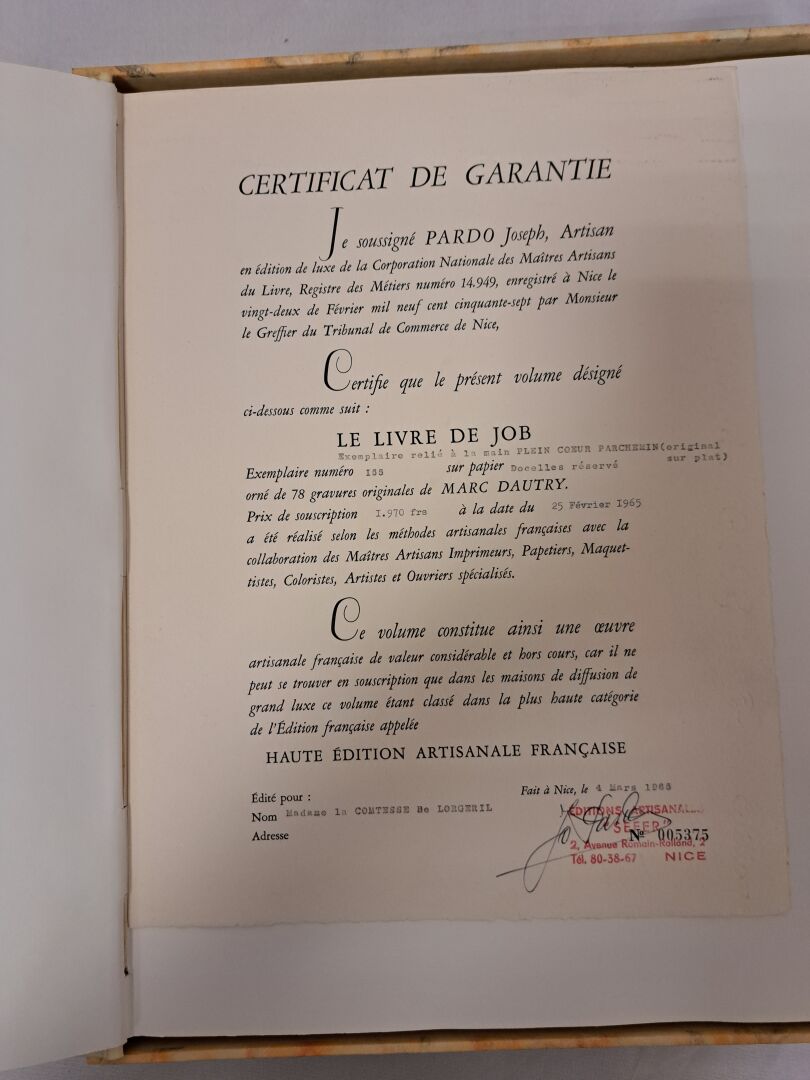 CERTIFICAT DE GARANTIE
Je soussigné PARDO Joseph, Artisan
en édition de luxe de la Corporation Nationale des Maîtres Artisans
du Livre, Registre des Métiers numéro 14.949, enregistré à Nice le
vingt-deux de Février mil neuf cent cinquante-sept par Monsieur
le Greffier du Tribunal de Commerce de Nice,
Certifie que le présent volume désigné
ci-dessous comme suit :
LE LIVRE DE JOB
Exemplaire relié à la main PLEIN COEUR PARCHEMIN(original
sur plat)
Exemplaire numéro 188 sur papier Docelles réservé
orné de 78 gravures originales de MARC DAUTRY.
Prix de souscription I.970 frs à la date du 25 Février I965
a été réalisé selon les méthodes artisanales françaises avec la
collaboration des Maîtres Artisans Imprimeurs, Papetiers, Maquet-
tistes, Coloristes, Artistes et Ouvriers spécialisés.
Ce volume constitue ainsi une œuvre
artisanale française de valeur considérable et hors cours, car il ne
peut se trouver en souscription que dans les maisons de diffusion de
grand luxe ce volume étant classé dans la plus haute catégorie
de l'Édition française appelée
HAUTE ÉDITION ARTISANALE FRANÇAISE
Fait à Nice, le 4 Mars
Édité pour :
Nom Madame la COMTESSE De LORGERIL
Adresse
EDITIONS ARTISANALES
"SEFER"
Nº 005375
2, Avenue Romain-Rolland, 2
Tél. 80-38-67 NICE